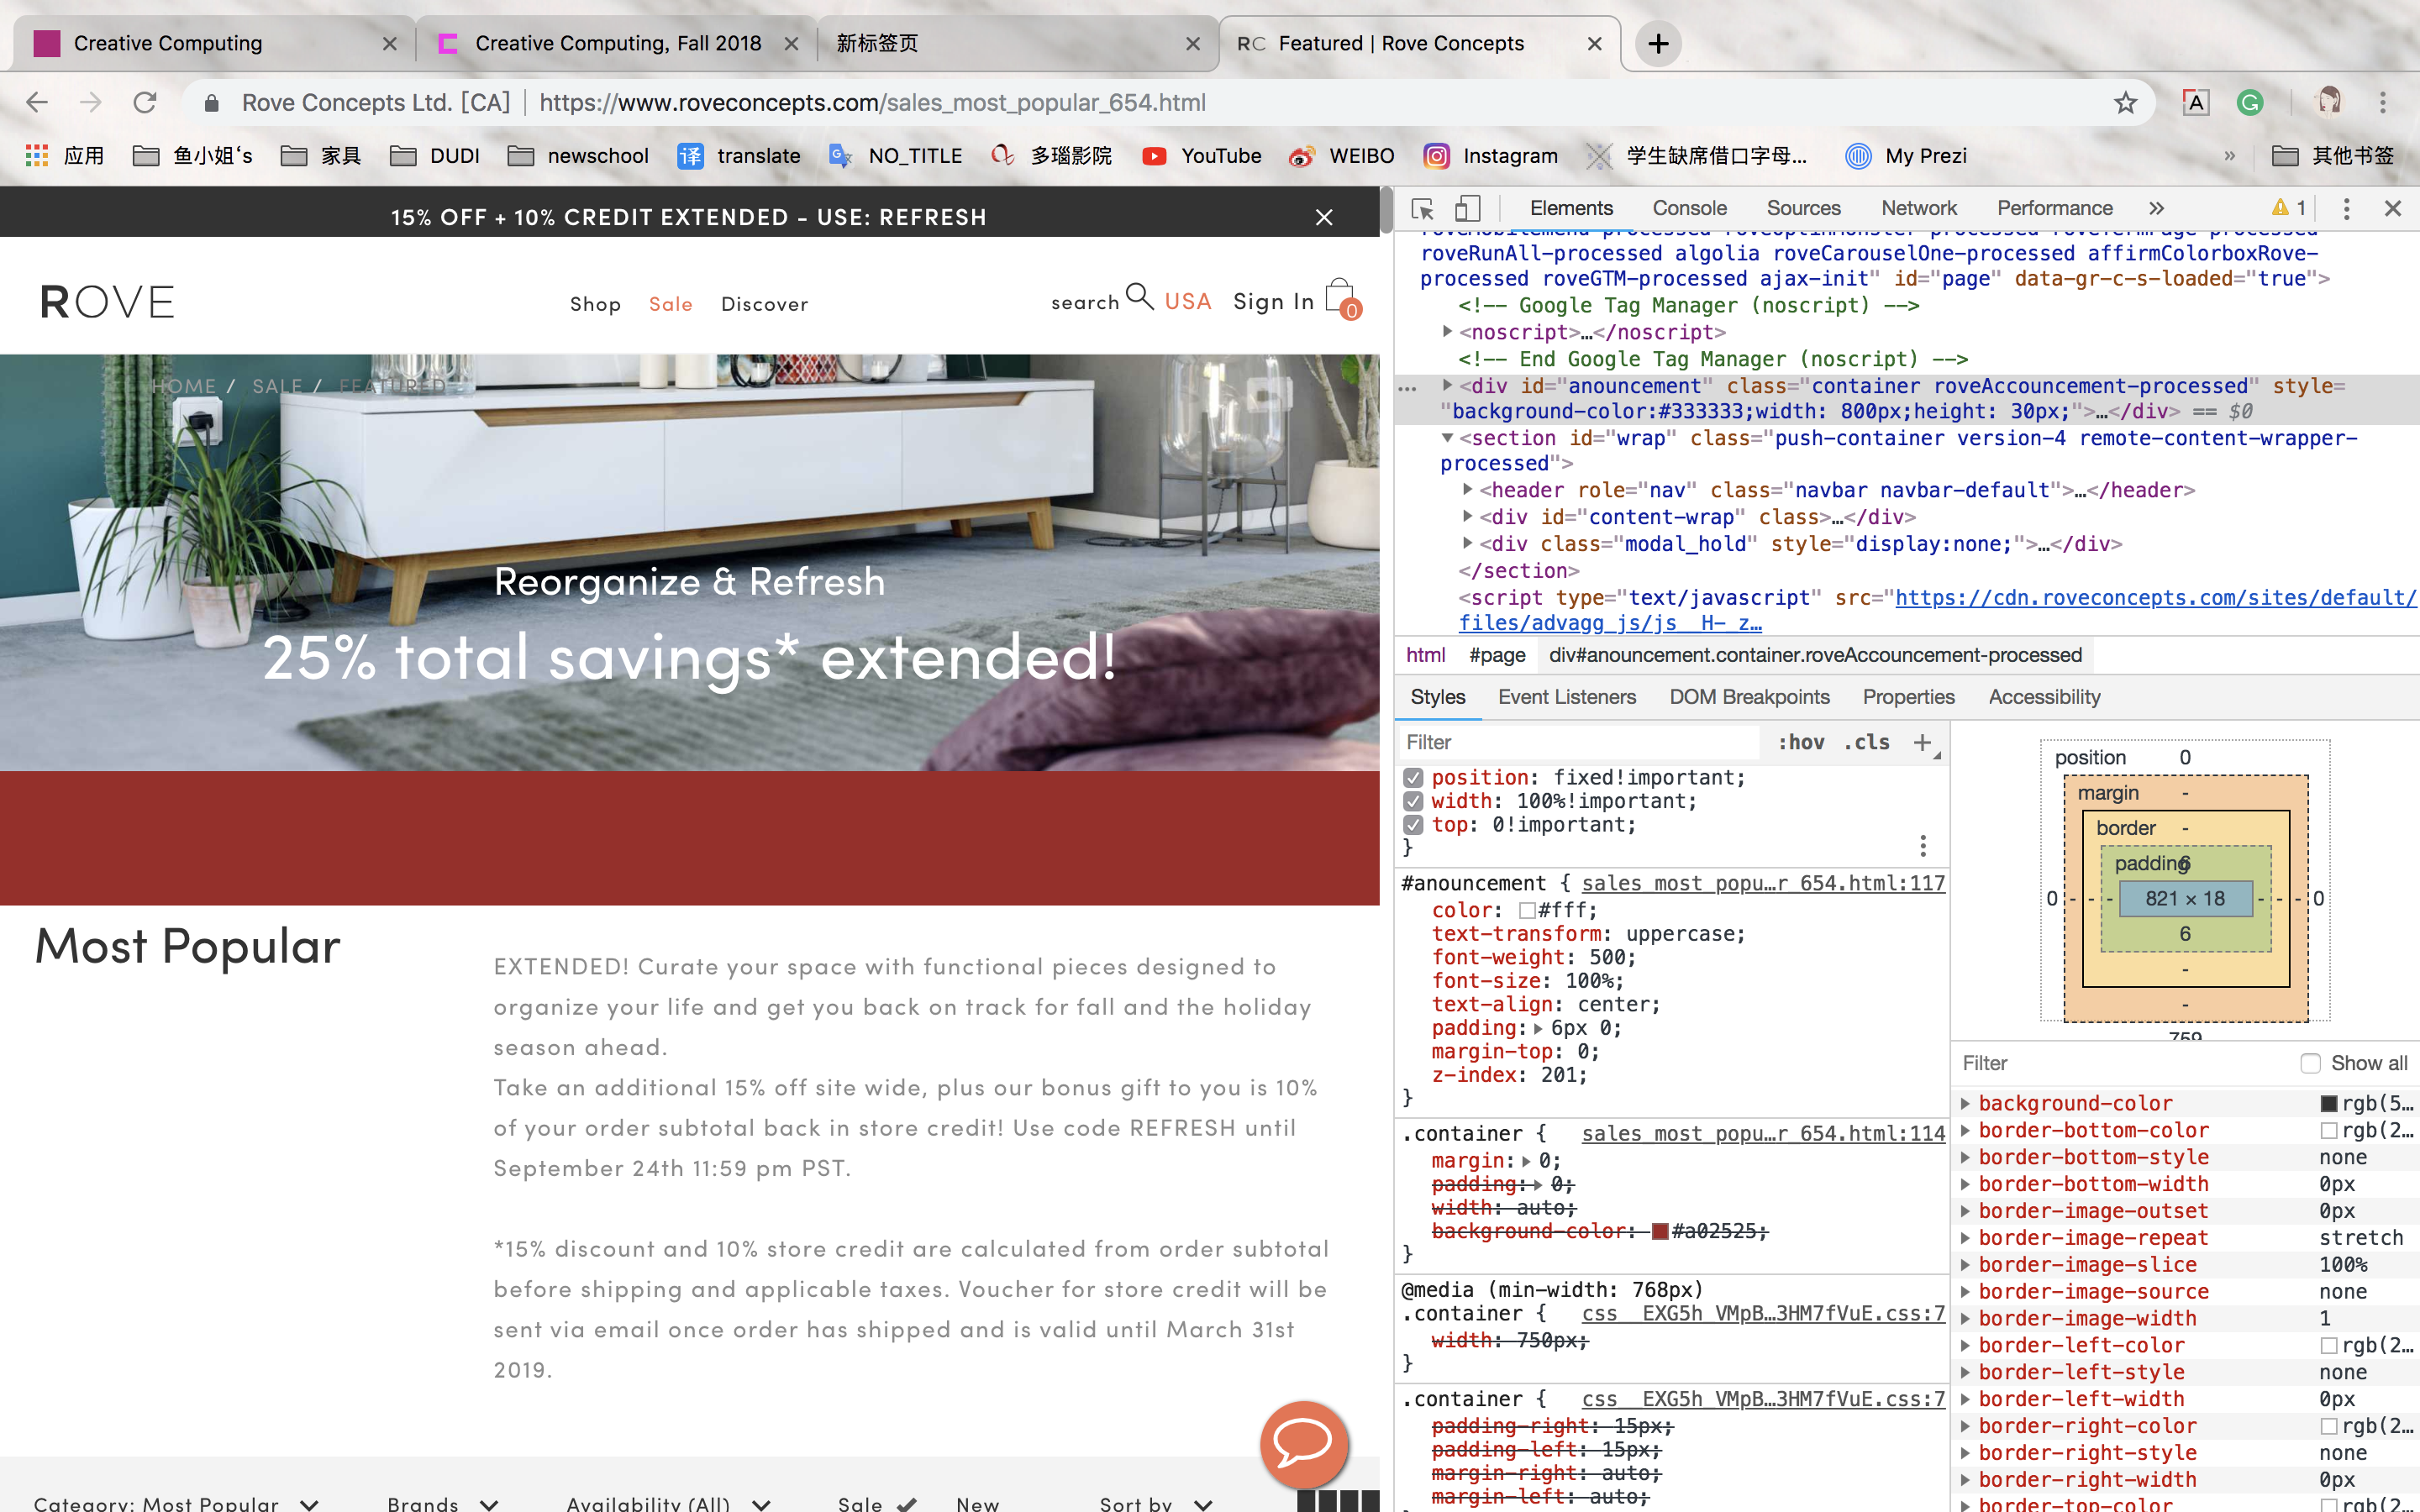 Creative Computing
Creative Computing, Fall 2018
新标签页
RC Featured | Rove Concepts
Rove Concepts Ltd. [CA] | https://www.roveconcepts.com/sales_most_popular_654.html
应用 鱼小姐‘s 家具 DUDI newschool 译 translate NO_TITLE 多瑙影院 YouTube WEIBO Instagram 学生缺席借口字母... My Prezi » 其他书签
15% OFF + 10% CREDIT EXTENDED - USE: REFRESH
ROVE
Shop Sale Discover
search USA Sign In 0
HOME / SALE / FEATURED
Reorganize & Refresh
25% total savings* extended!
Most Popular
EXTENDED! Curate your space with functional pieces designed to
organize your life and get you back on track for fall and the holiday
season ahead.
Take an additional 15% off site wide, plus our bonus gift to you is 10%
of your order subtotal back in store credit! Use code REFRESH until
September 24th 11:59 pm PST.
*15% discount and 10% store credit are calculated from order subtotal
before shipping and applicable taxes. Voucher for store credit will be
sent via email once order has shipped and is valid until March 31st
2019.
Category: Most Popular Brands Availability (All) Sale New Sort by
Elements Console Sources Network Performance » 1
roveRunAll-processed algolia roveCarouselOne-processed affirmColorboxRove-
processed roveGTM-processed ajax-init" id="page" data-gr-c-s-loaded="true">
<!-- Google Tag Manager (noscript) -->
<noscript>…</noscript>
<!-- End Google Tag Manager (noscript) -->
<div id="anouncement" class="container roveAccouncement-processed" style=
"background-color:#333333;width: 800px;height: 30px;">…</div> == $0
<section id="wrap" class="push-container version-4 remote-content-wrapper-
processed">
<header role="nav" class="navbar navbar-default">…</header>
<div id="content-wrap" class>…</div>
<div class="modal_hold" style="display:none;">…</div>
</section>
<script type="text/javascript" src="https://cdn.roveconcepts.com/sites/default/
files/advagg_js/js__H-_z…
html #page div#anouncement.container.roveAccouncement-processed
Styles Event Listeners DOM Breakpoints Properties Accessibility
Filter :hov .cls +
position: fixed!important;
width: 100%!important;
top: 0!important;
}
#anouncement { sales_most_popu…r_654.html:117
color: #fff;
text-transform: uppercase;
font-weight: 500;
font-size: 100%;
text-align: center;
padding: 6px 0;
margin-top: 0;
z-index: 201;
}
.container { sales_most_popu…r_654.html:114
margin: 0;
padding: 0;
width: auto;
background-color: #a02525;
}
@media (min-width: 768px)
.container { css__EXG5h_VMpB…3HM7fVuE.css:7
width: 750px;
}
.container { css__EXG5h_VMpB…3HM7fVuE.css:7
padding-right: 15px;
padding-left: 15px;
margin-right: auto;
margin-left: auto;
position 0
margin -
border -
padding 6
0 - - - 821 × 18 - - - 0
6
-
-
759
Filter Show all
background-color rgb(5…
border-bottom-color rgb(2…
border-bottom-style none
border-bottom-width 0px
border-image-outset 0px
border-image-repeat stretch
border-image-slice 100%
border-image-source none
border-image-width 1
border-left-color rgb(2…
border-left-style none
border-left-width 0px
border-right-color rgb(2…
border-right-style none
border-right-width 0px
border-top-color rgb(2…